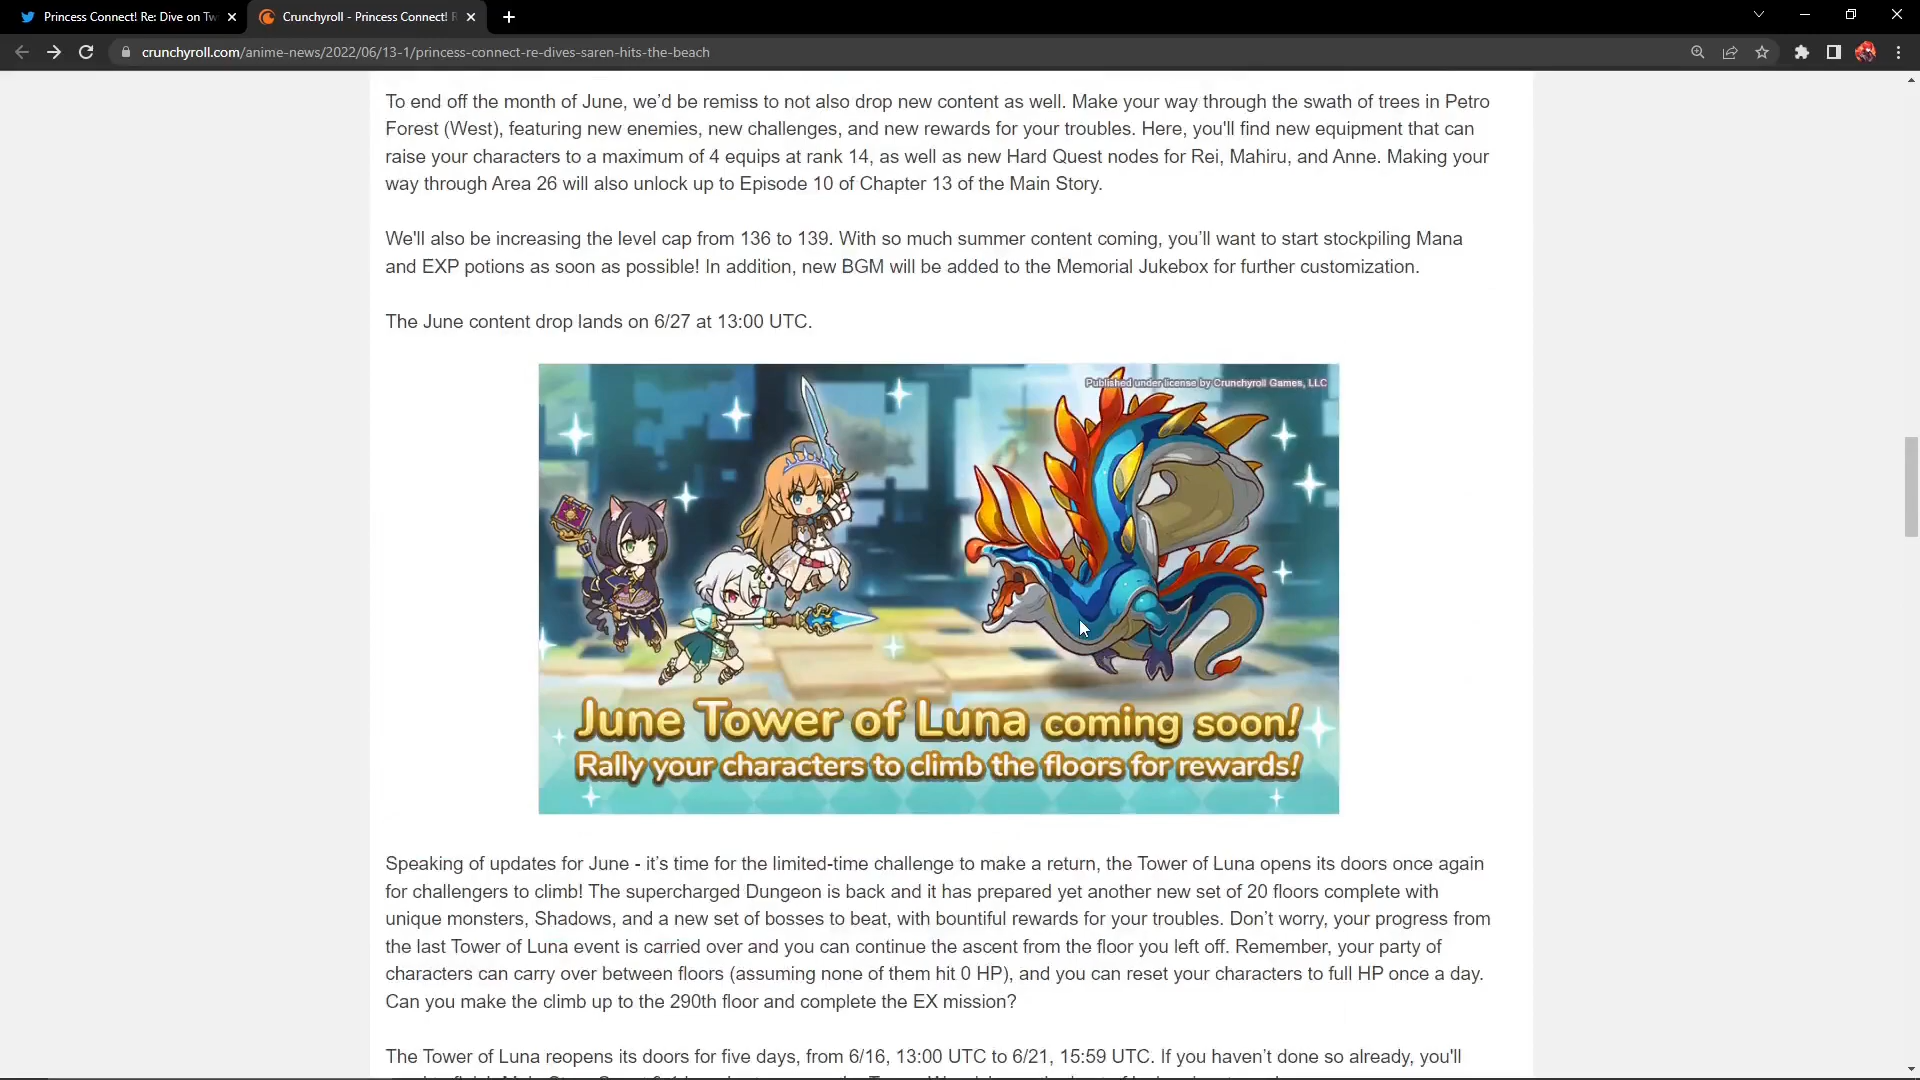 Princess Connect! Re: Dive on Tw
Crunchyroll - Princess Connect! R
crunchyroll.com/anime-news/2022/06/13-1/princess-connect-re-dives-saren-hits-the-beach
To end off the month of June, we’d be remiss to not also drop new content as well. Make your way through the swath of trees in Petro
Forest (West), featuring new enemies, new challenges, and new rewards for your troubles. Here, you'll find new equipment that can
raise your characters to a maximum of 4 equips at rank 14, as well as new Hard Quest nodes for Rei, Mahiru, and Anne. Making your
way through Area 26 will also unlock up to Episode 10 of Chapter 13 of the Main Story.
We'll also be increasing the level cap from 136 to 139. With so much summer content coming, you’ll want to start stockpiling Mana
and EXP potions as soon as possible! In addition, new BGM will be added to the Memorial Jukebox for further customization.
The June content drop lands on 6/27 at 13:00 UTC.
Published under license by Crunchyroll Games, LLC
June Tower of Luna coming soon!
Rally your characters to climb the floors for rewards!
Speaking of updates for June - it’s time for the limited-time challenge to make a return, the Tower of Luna opens its doors once again
for challengers to climb! The supercharged Dungeon is back and it has prepared yet another new set of 20 floors complete with
unique monsters, Shadows, and a new set of bosses to beat, with bountiful rewards for your troubles. Don’t worry, your progress from
the last Tower of Luna event is carried over and you can continue the ascent from the floor you left off. Remember, your party of
characters can carry over between floors (assuming none of them hit 0 HP), and you can reset your characters to full HP once a day.
Can you make the climb up to the 290th floor and complete the EX mission?
The Tower of Luna reopens its doors for five days, from 6/16, 13:00 UTC to 6/21, 15:59 UTC. If you haven’t done so already, you'll